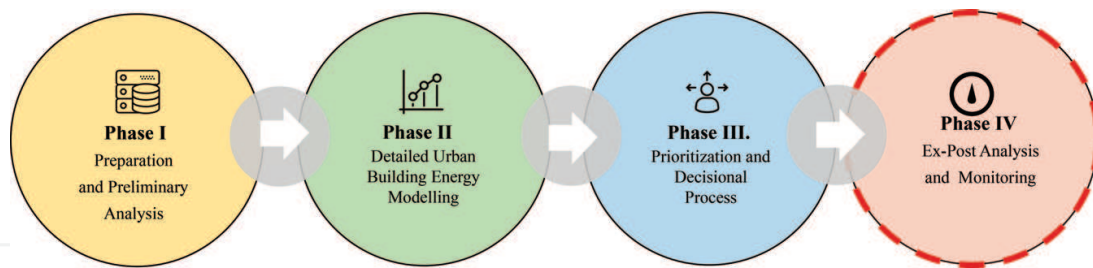 Phase I
Preparation
and Preliminary
Analysis
Phase II
Detailed Urban
Building Energy
Modelling
Phase III.
Prioritization and
Decisional
Process
Phase IV
Ex-Post Analysis
and Monitoring